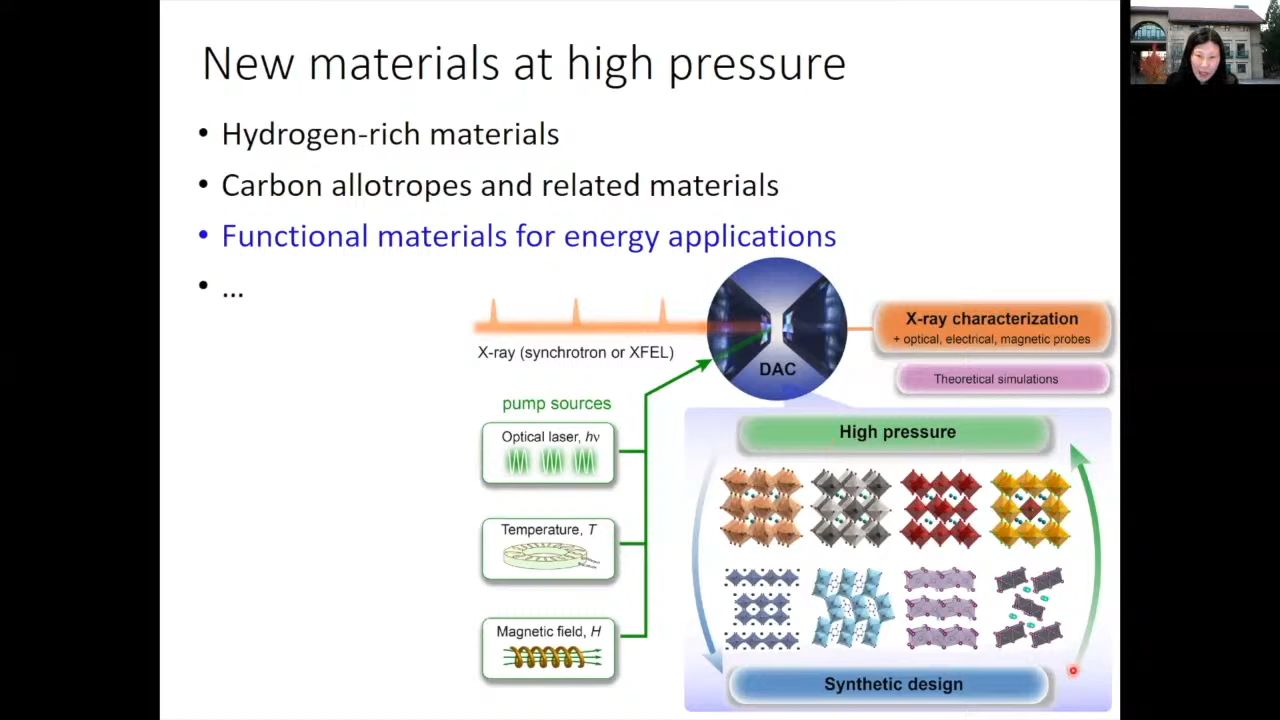 New materials at high pressure
• Hydrogen-rich materials
• Carbon allotropes and related materials
• Functional materials for energy applications
• ...
X-ray (synchrotron or XFEL)
DAC
X-ray characterization
+ optical, electrical, magnetic probes
Theoretical simulations
pump sources
Optical laser, hν
Temperature, T
Magnetic field, H
High pressure
Synthetic design